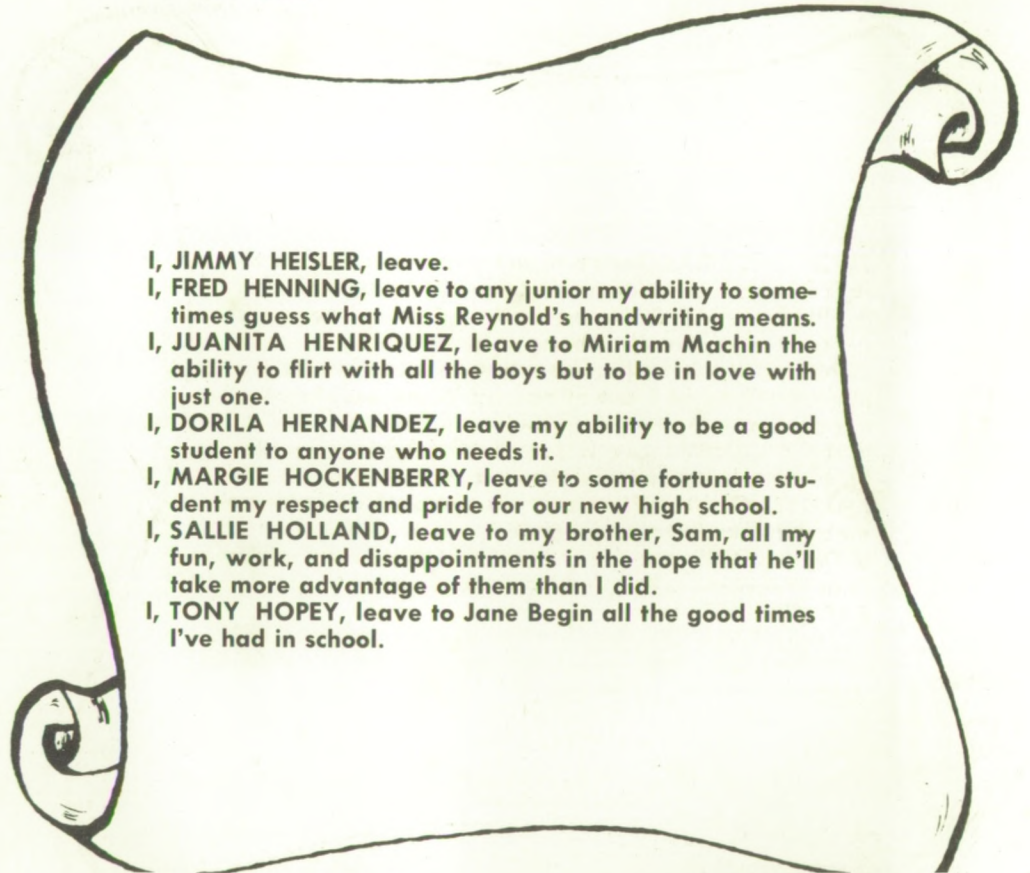 I, JIMMY HEISLER, leave.
I, FRED HENNING, leave to any junior my ability to some-
times guess what Miss Reynold's handwriting means.
I, JUANITA HENRIQUEZ, leave to Miriam Machin the
ability to flirt with all the boys but to be in love with
just one.
I, DORILA HERNANDEZ, leave my ability to be a good
student to anyone who needs it.
I, MARGIE HOCKENBERRY, leave to some fortunate stu-
dent my respect and pride for our new high school.
I, SALLIE HOLLAND, leave to my brother, Sam, all my
fun, work, and disappointments in the hope that he'll
take more advantage of them than I did.
I, TONY HOPEY, leave to Jane Begin all the good times
I've had in school.